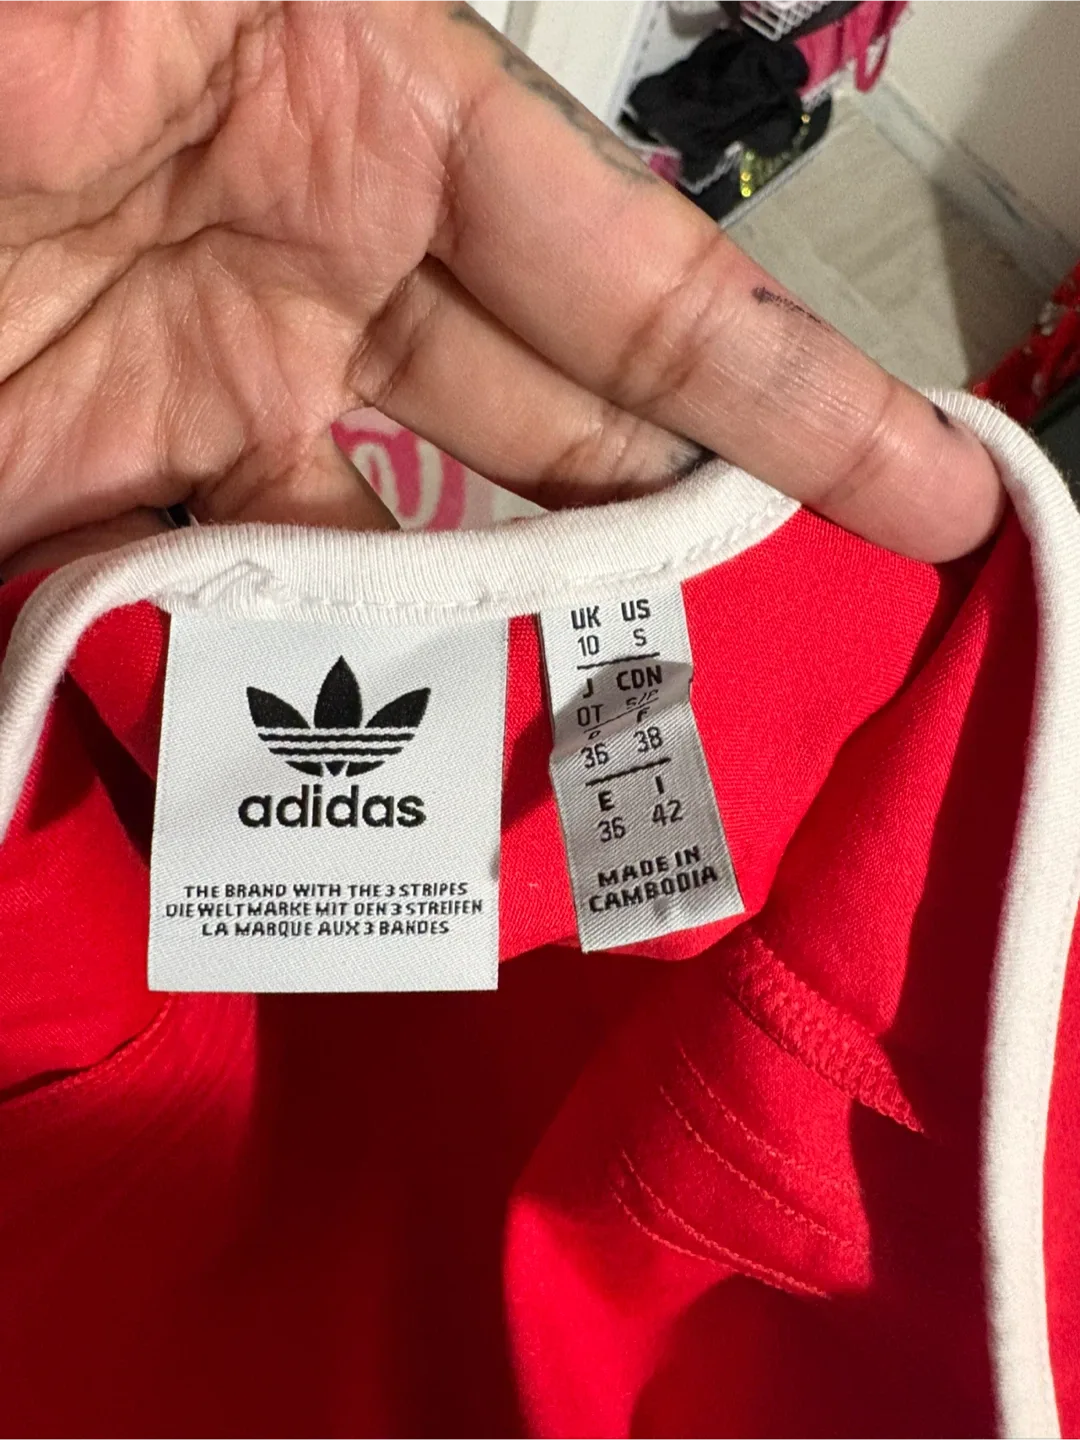 adidas
THE BRAND WITH THE 3 STRIPES
DIE WELTMARKE MIT DEN 3 STREIFEN
LA MARQUE AUX 3 BANDES
UK US
10 S
J CDN
OT S/P
D F
36 38
E I
36 42
MADE IN
CAMBODIA